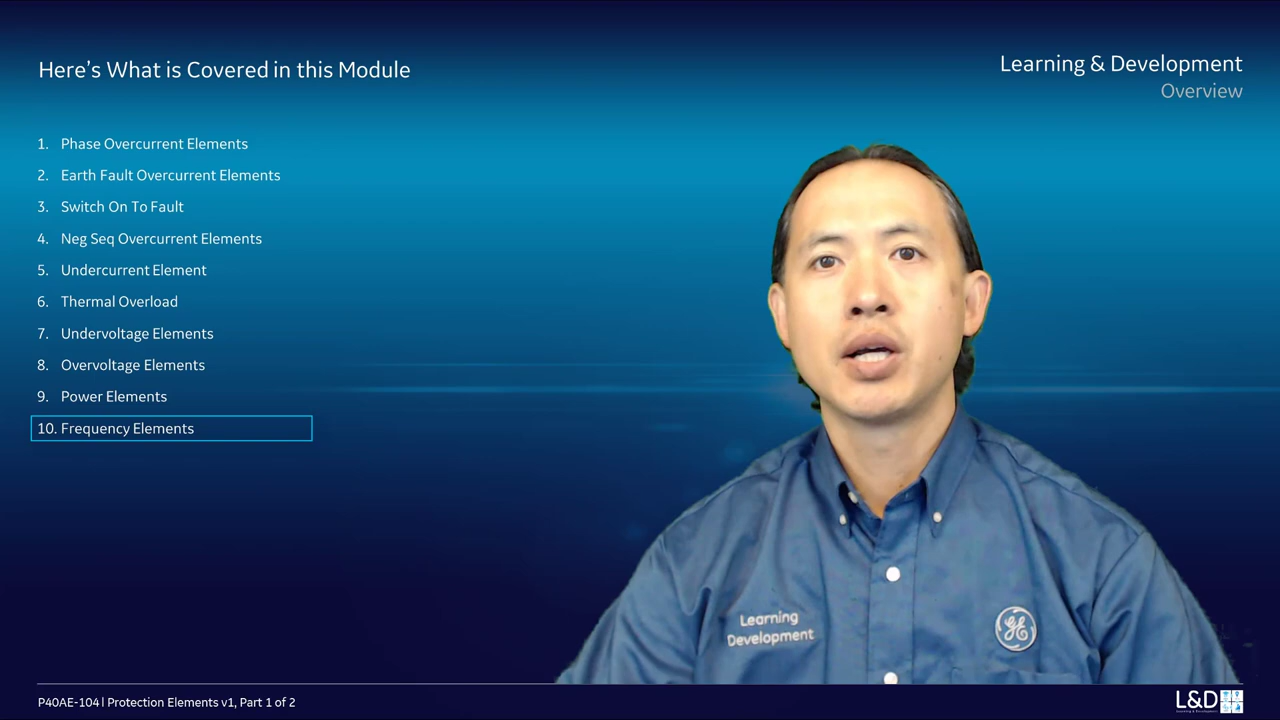 Here's What is Covered in this Module
Learning & Development
Overview
1. Phase Overcurrent Elements
2. Earth Fault Overcurrent Elements
3. Switch On To Fault
4. Neg Seq Overcurrent Elements
5. Undercurrent Element
6. Thermal Overload
7. Undervoltage Elements
8. Overvoltage Elements
9. Power Elements
10. Frequency Elements
Learning
Development
GE
P40AE-104 | Protection Elements v1, Part 1 of 2
L&D